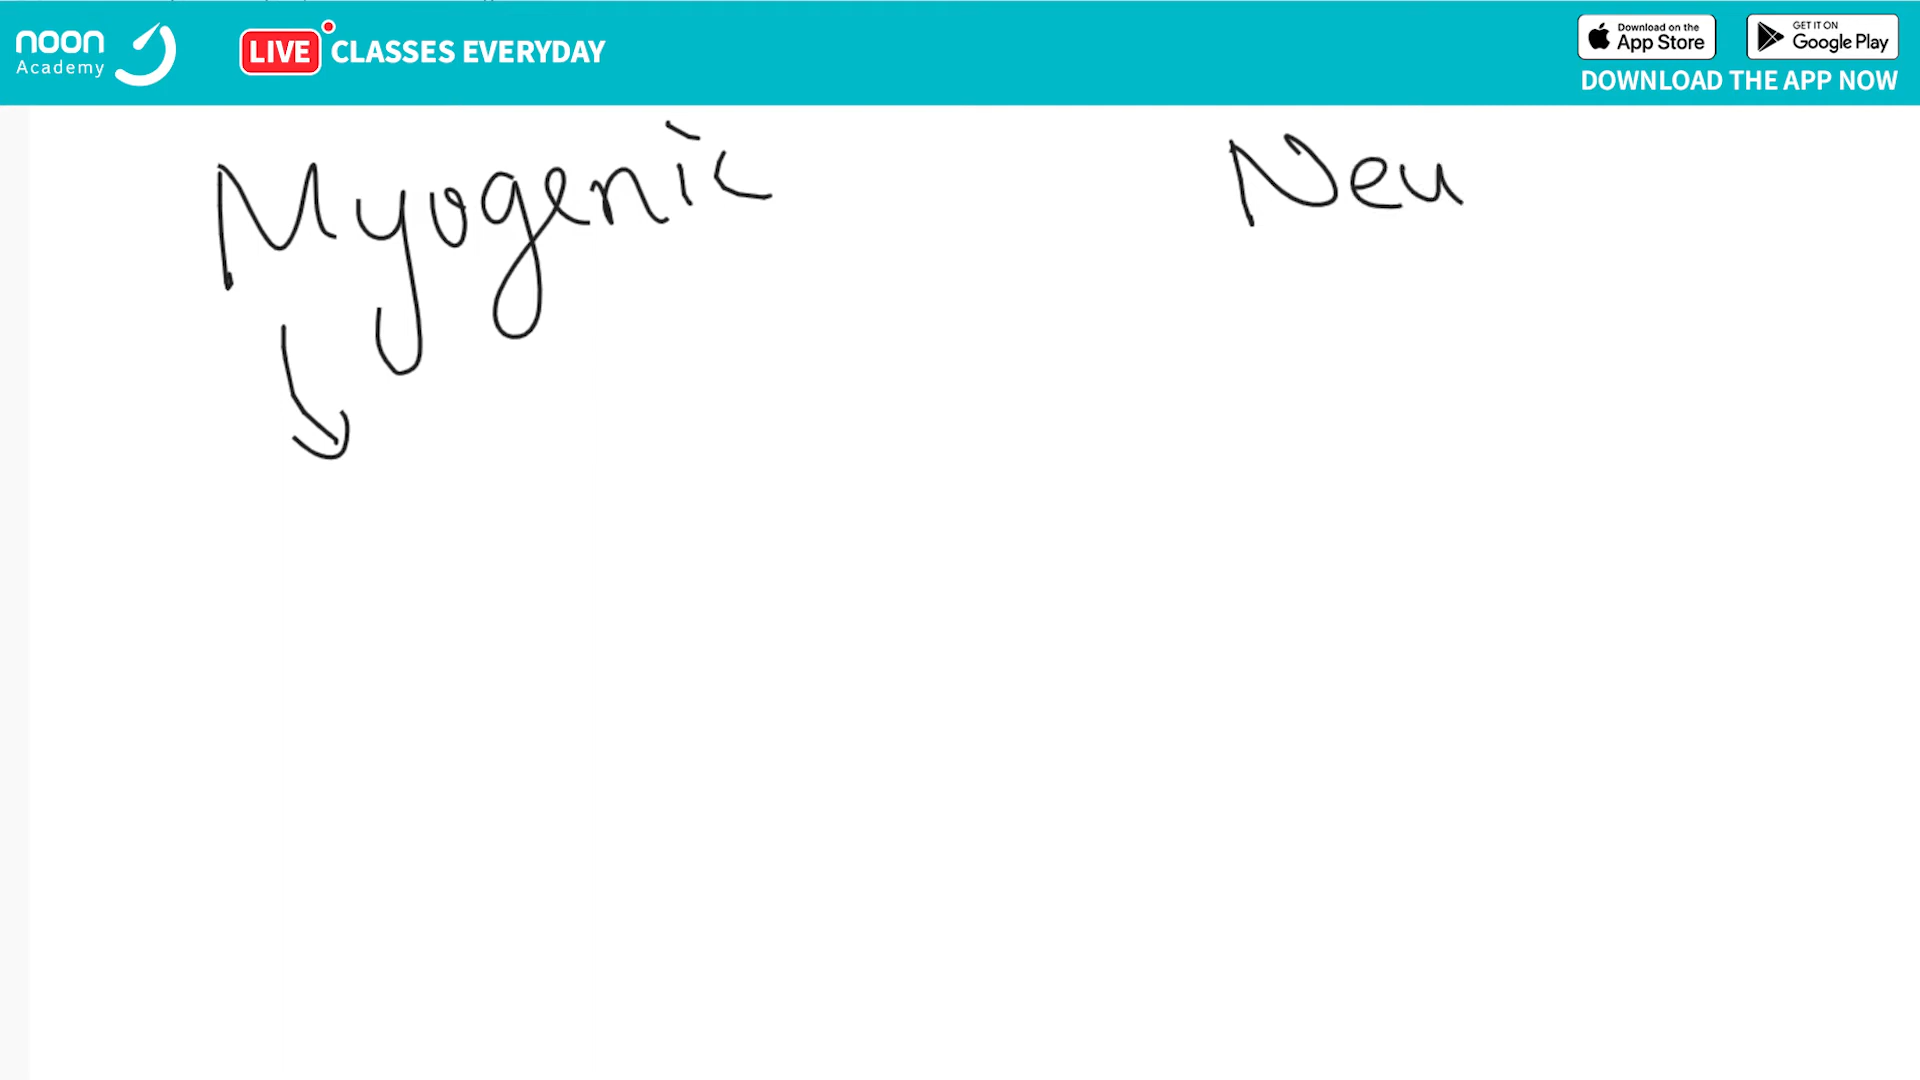 noon
Academy
LIVE CLASSES EVERYDAY
Download on the
App Store
GET IT ON
Google Play
DOWNLOAD THE APP NOW
Myogenic
Neu